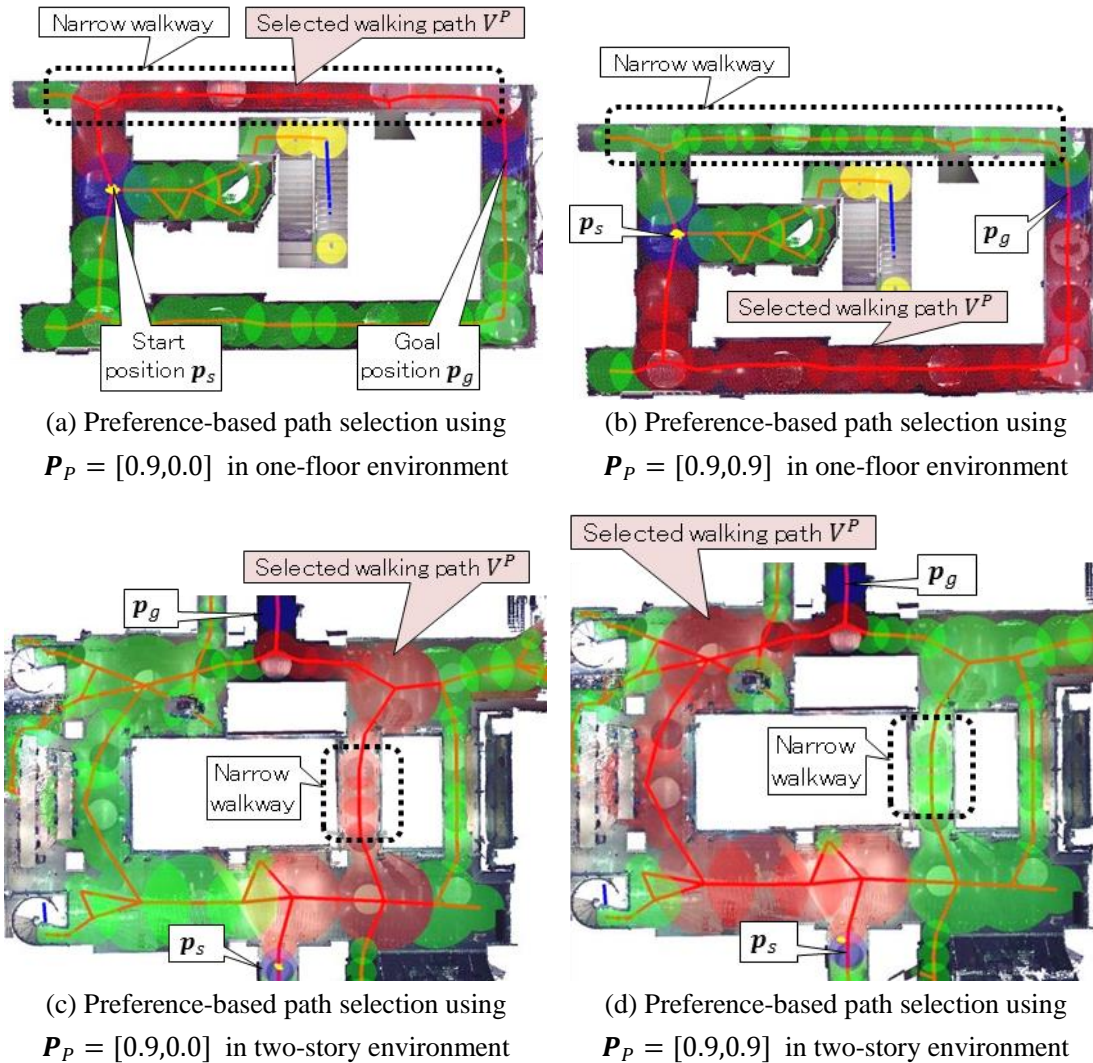 Narrow walkway
Selected walking path V^P
Start
position p_s
Goal
position p_g
(a) Preference-based path selection using
P_P = [0.9,0.0] in one-floor environment
Narrow walkway
p_s
p_g
Selected walking path V^P
(b) Preference-based path selection using
P_P = [0.9,0.9] in one-floor environment
Selected walking path V^P
p_g
Narrow
walkway
p_s
(c) Preference-based path selection using
P_P = [0.9,0.0] in two-story environment
Selected walking path V^P
p_g
Narrow
walkway
p_s
(d) Preference-based path selection using
P_P = [0.9,0.9] in two-story environment